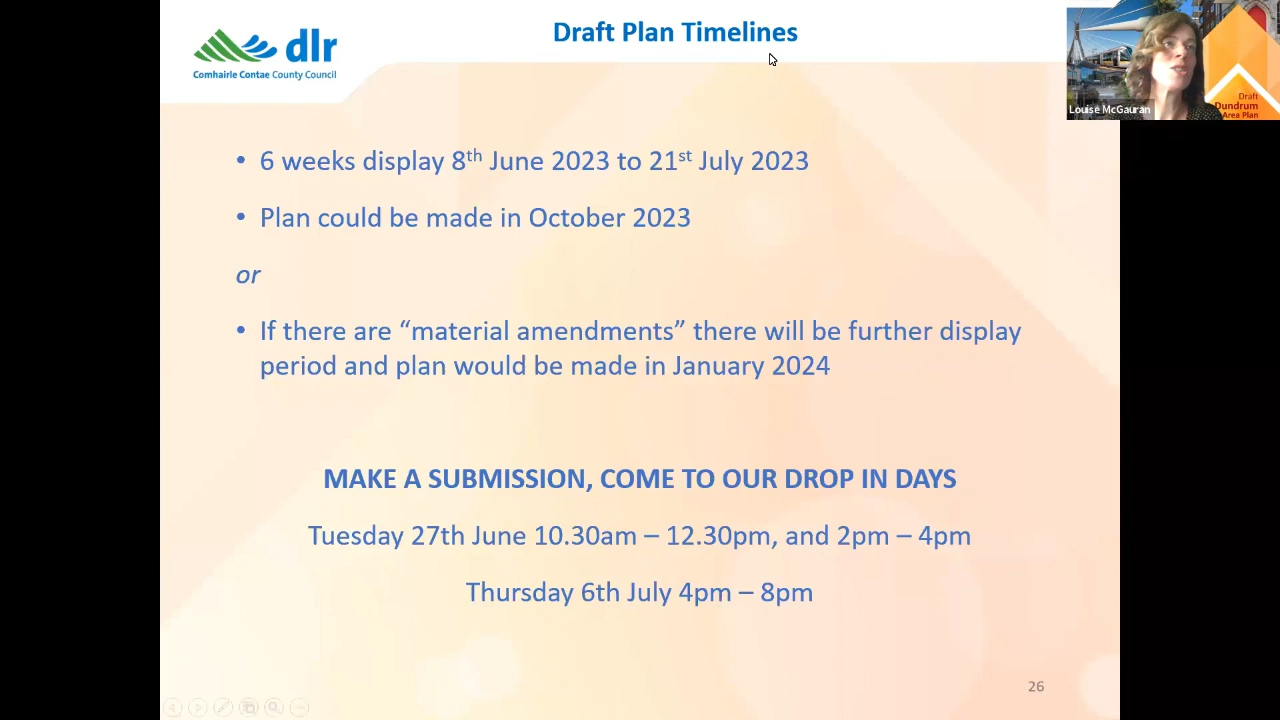 Draft Plan Timelines
dlr
Comhairle Contae County Council
Louise McGauran
Draft
Dundrum
Area Plan
• 6 weeks display 8th June 2023 to 21st July 2023
• Plan could be made in October 2023
or
• If there are “material amendments” there will be further display
period and plan would be made in January 2024
MAKE A SUBMISSION, COME TO OUR DROP IN DAYS
Tuesday 27th June 10.30am – 12.30pm, and 2pm – 4pm
Thursday 6th July 4pm – 8pm
26